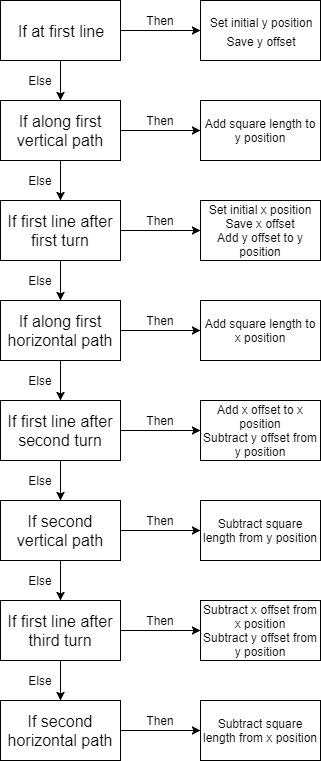 If at first line
Then
Set initial y position
Save y offset
Else
If along first
vertical path
Then
Add square length to
y position
Else
If first line after
first turn
Then
Set initial x position
Save x offset
Add y offset to y
position
Else
If along first
horizontal path
Then
Add square length to
x position
Else
If first line after
second turn
Then
Add x offset to x
position
Subtract y offset from
y position
Else
If second
vertical path
Then
Subtract square
length from y position
Else
If first line after
third turn
Then
Subtract x offset from
x position
Subtract y offset from
y position
Else
If second
horizontal path
Then
Subtract square
length from x position